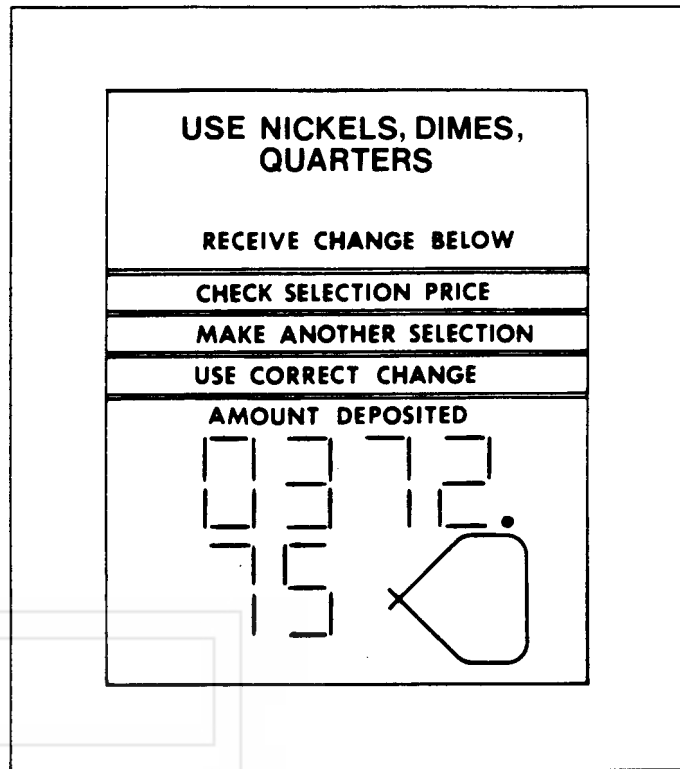 USE NICKELS, DIMES,
QUARTERS
RECEIVE CHANGE BELOW
CHECK SELECTION PRICE
MAKE ANOTHER SELECTION
USE CORRECT CHANGE
AMOUNT DEPOSITED
0372.
75